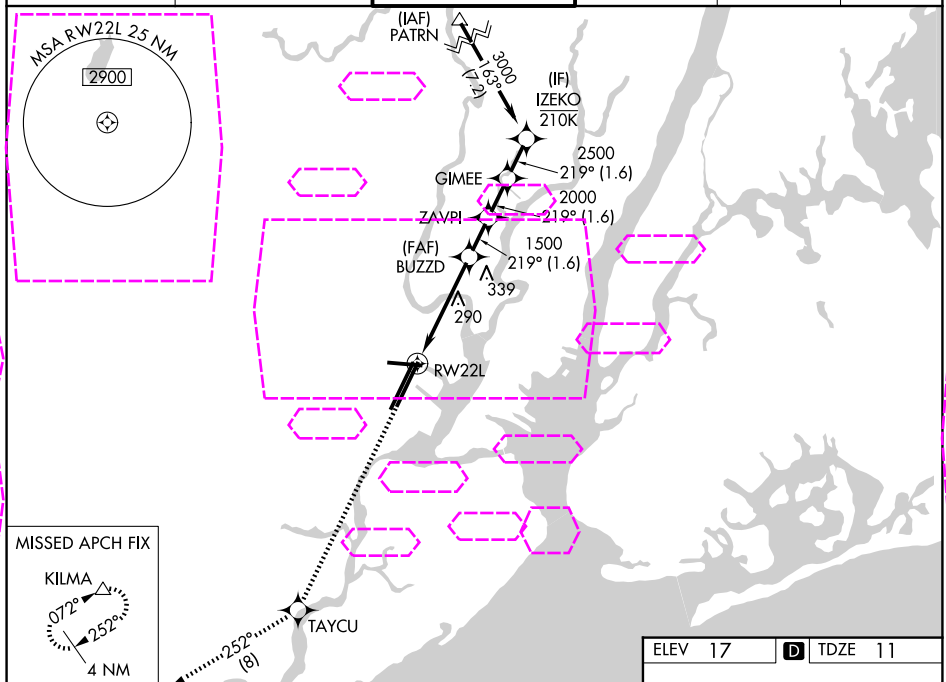 MSA RW22L 25 NM
2900
(IAF)
PATRN
3000
163°
(7.2)
(IF)
IZEKO
210K
2500
219° (1.6)
GIMEE
2000
219° (1.6)
ZAVPI
1500
219° (1.6)
(FAF)
BUZZD
339
290
RW22L
MISSED APCH FIX
KILMA
072°
252°
4 NM
TAYCU
252°
(8)
ELEV 17
D TDZE 11